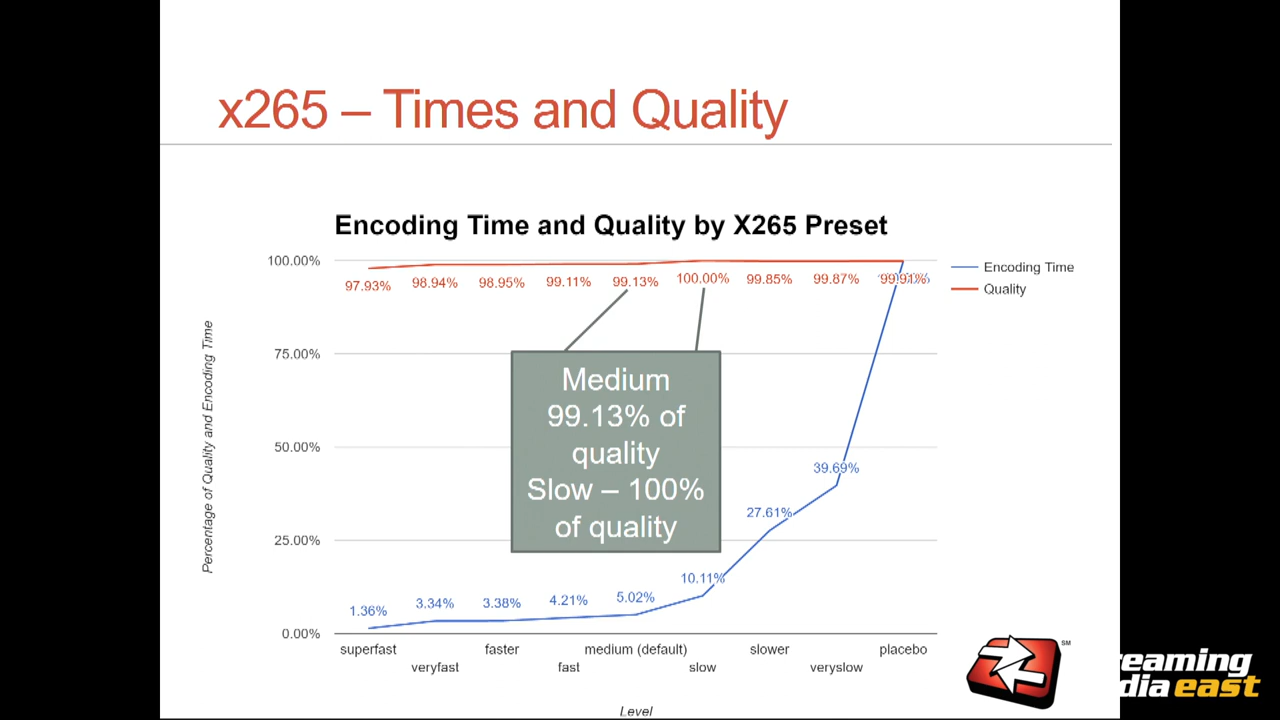 x265 – Times and Quality
Encoding Time and Quality by X265 Preset
Percentage of Quality and Encoding Time
100.00%
75.00%
50.00%
25.00%
0.00%
97.93%
98.94%
98.95%
99.11%
99.13%
100.00%
99.85%
99.87%
99.91%
Encoding Time
Quality
Medium
99.13% of
quality
Slow – 100%
of quality
1.36%
3.34%
3.38%
4.21%
5.02%
10.11%
27.61%
39.69%
superfast
veryfast
faster
fast
medium (default)
slow
slower
veryslow
placebo
Level
SM
reaming
dia east